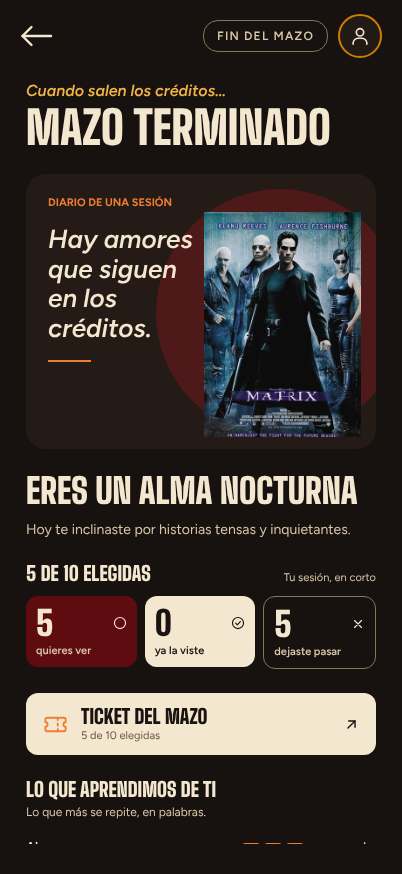 FIN DEL MAZO
Cuando salen los créditos...
MAZO TERMINADO
DIARIO DE UNA SESIÓN
Hay amores
que siguen
en los
créditos.
KEANU REEVES LAURENCE FISHBURNE
MATRIX
ERES UN ALMA NOCTURNA
Hoy te inclinaste por historias tensas y inquietantes.
5 DE 10 ELEGIDAS
Tu sesión, en corto
5
quieres ver
0
ya la viste
5
dejaste pasar
TICKET DEL MAZO
5 de 10 elegidas
LO QUE APRENDIMOS DE TI
Lo que más se repite, en palabras.